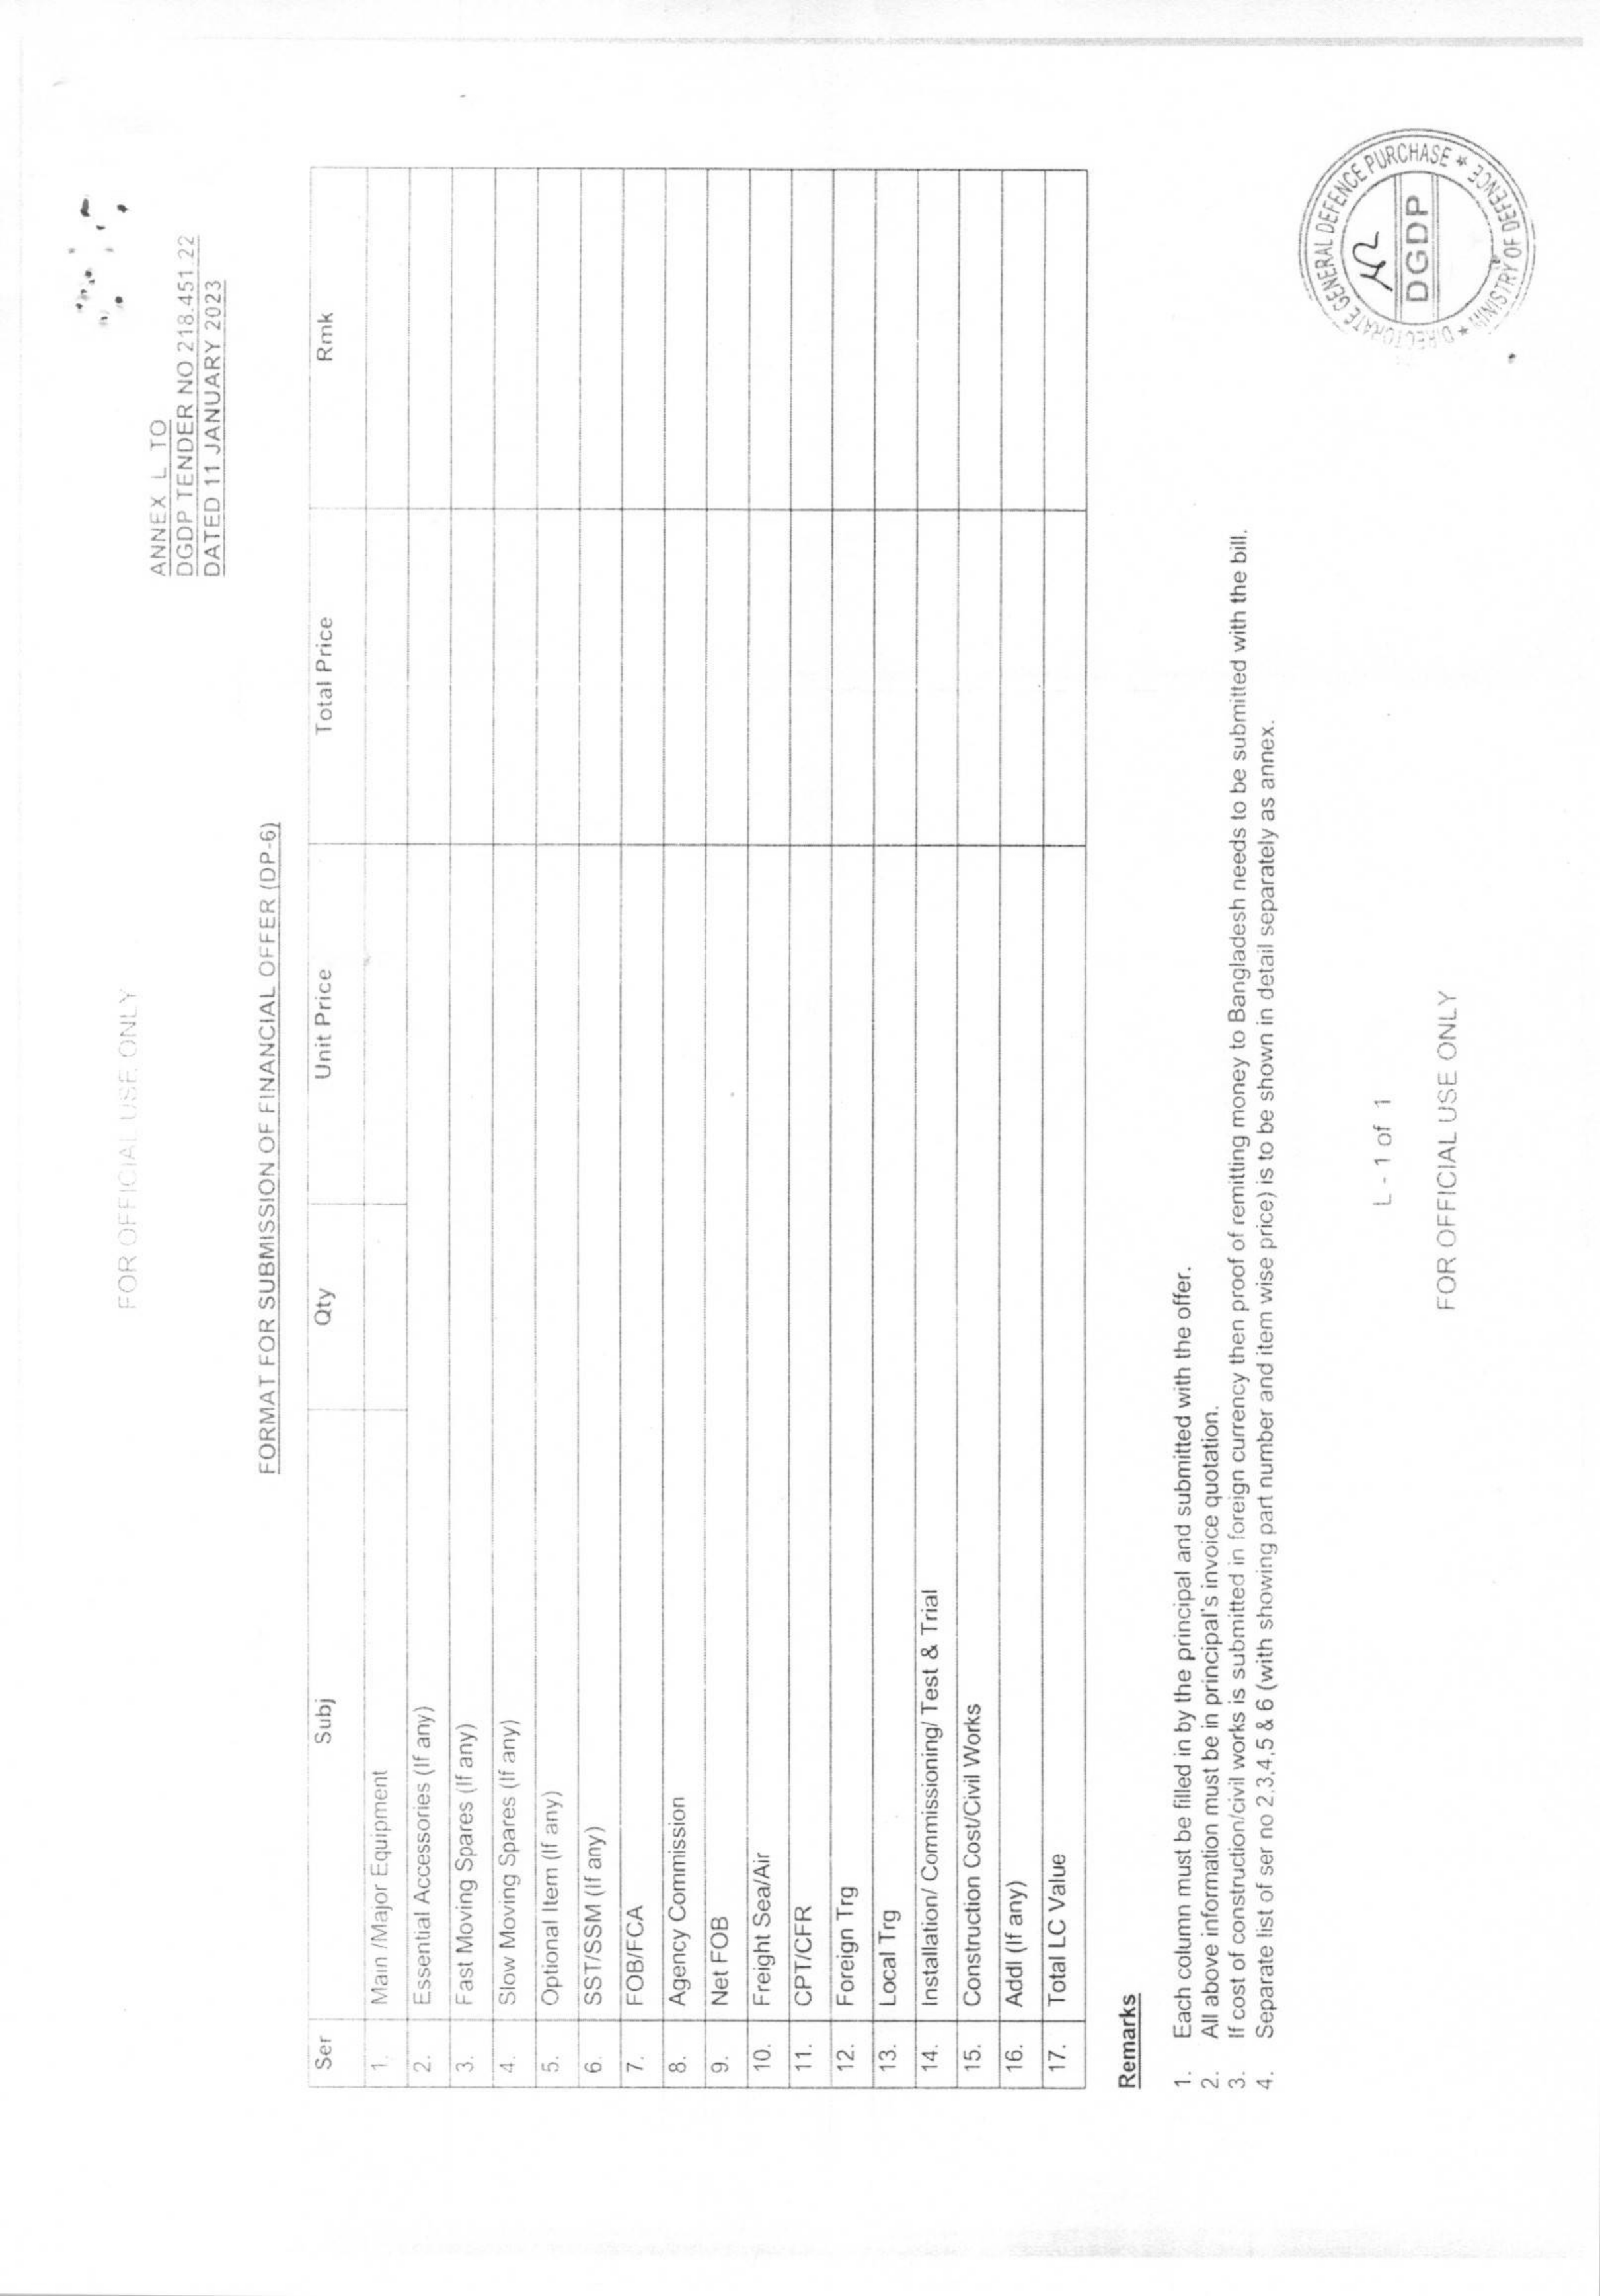 FOR OFFICIAL USE ONLY
ANNEX L TO
DGDP TENDER NO 218.451.22
DATED 11 JANUARY 2023
FORMAT FOR SUBMISSION OF FINANCIAL OFFER (DP-6)
Ser Subj Qty Unit Price Total Price Rmk
1. Main /Major Equipment
2. Essential Accessories (If any)
3. Fast Moving Spares (If any)
4. Slow Moving Spares (If any)
5. Optional Item (If any)
6. SST/SSM (If any)
7. FOB/FCA
8. Agency Commission
9. Net FOB
10. Freight Sea/Air
11. CPT/CFR
12. Foreign Trg
13. Local Trg
14. Installation/ Commissioning/ Test & Trial
15. Construction Cost/Civil Works
16. Addl (If any)
17. Total LC Value
Remarks
1. Each column must be filled in by the principal and submitted with the offer.
2. All above information must be in principal's invoice quotation.
3. If cost of construction/civil works is submitted in foreign currency then proof of remitting money to Bangladesh needs to be submitted with the bill.
4. Separate list of ser no 2,3,4,5 & 6 (with showing part number and item wise price) is to be shown in detail separately as annex.
DIRECTORATE GENERAL DEFENCE PURCHASE
DGDP
MINISTRY OF DEFENCE
L - 1 of 1
FOR OFFICIAL USE ONLY